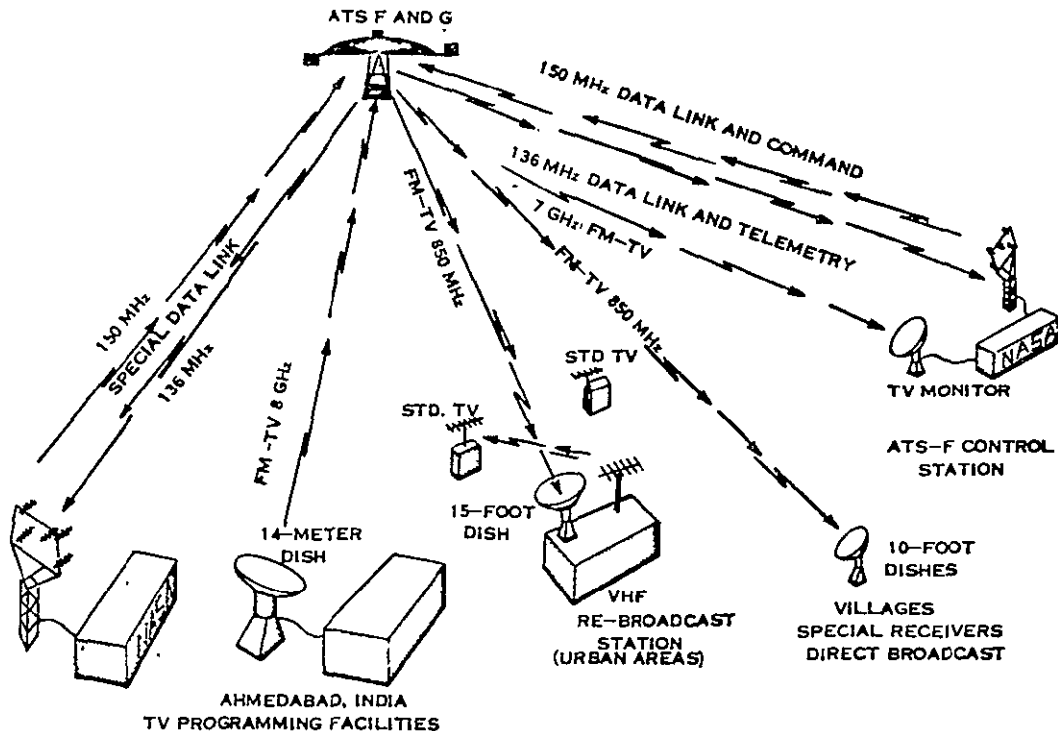 ATS F AND G
150 MHz DATA LINK AND COMMAND
136 MHz DATA LINK AND TELEMETRY
7 GHz, FM-TV
FM-TV 850 MHz
FM-TV 850 MHz
150 MHz
SPECIAL DATA LINK
136 MHz
FM-TV 8 GHz
STD TV
STD. TV
NASA
TV MONITOR
ATS-F CONTROL
STATION
15-FOOT
DISH
14-METER
DISH
10-FOOT
DISHES
NASA
VHF
RE-BROADCAST
STATION
(URBAN AREAS)
VILLAGES
SPECIAL RECEIVERS
DIRECT BROADCAST
AHMEDABAD, INDIA
TV PROGRAMMING FACILITIES